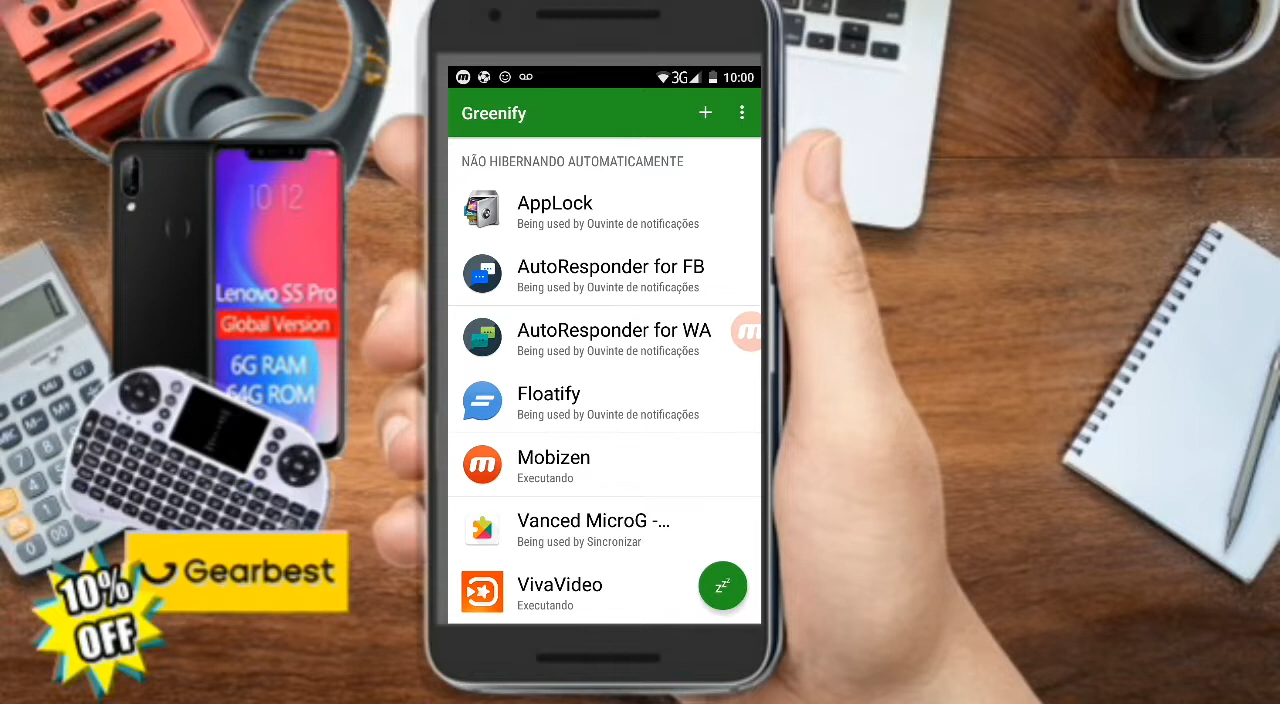 3G 10:00
Greenify
NÃO HIBERNANDO AUTOMATICAMENTE
AppLock
Being used by Ouvinte de notificações
AutoResponder for FB
Being used by Ouvinte de notificações
AutoResponder for WA
Being used by Ouvinte de notificações
Floatify
Being used by Ouvinte de notificações
Mobizen
Executando
Vanced MicroG -...
Being used by Sincronizar
VivaVideo
Executando
zzz
10 12
Lenovo S5 Pro
Global Version
6G RAM
64G ROM
Gearbest
10%
OFF